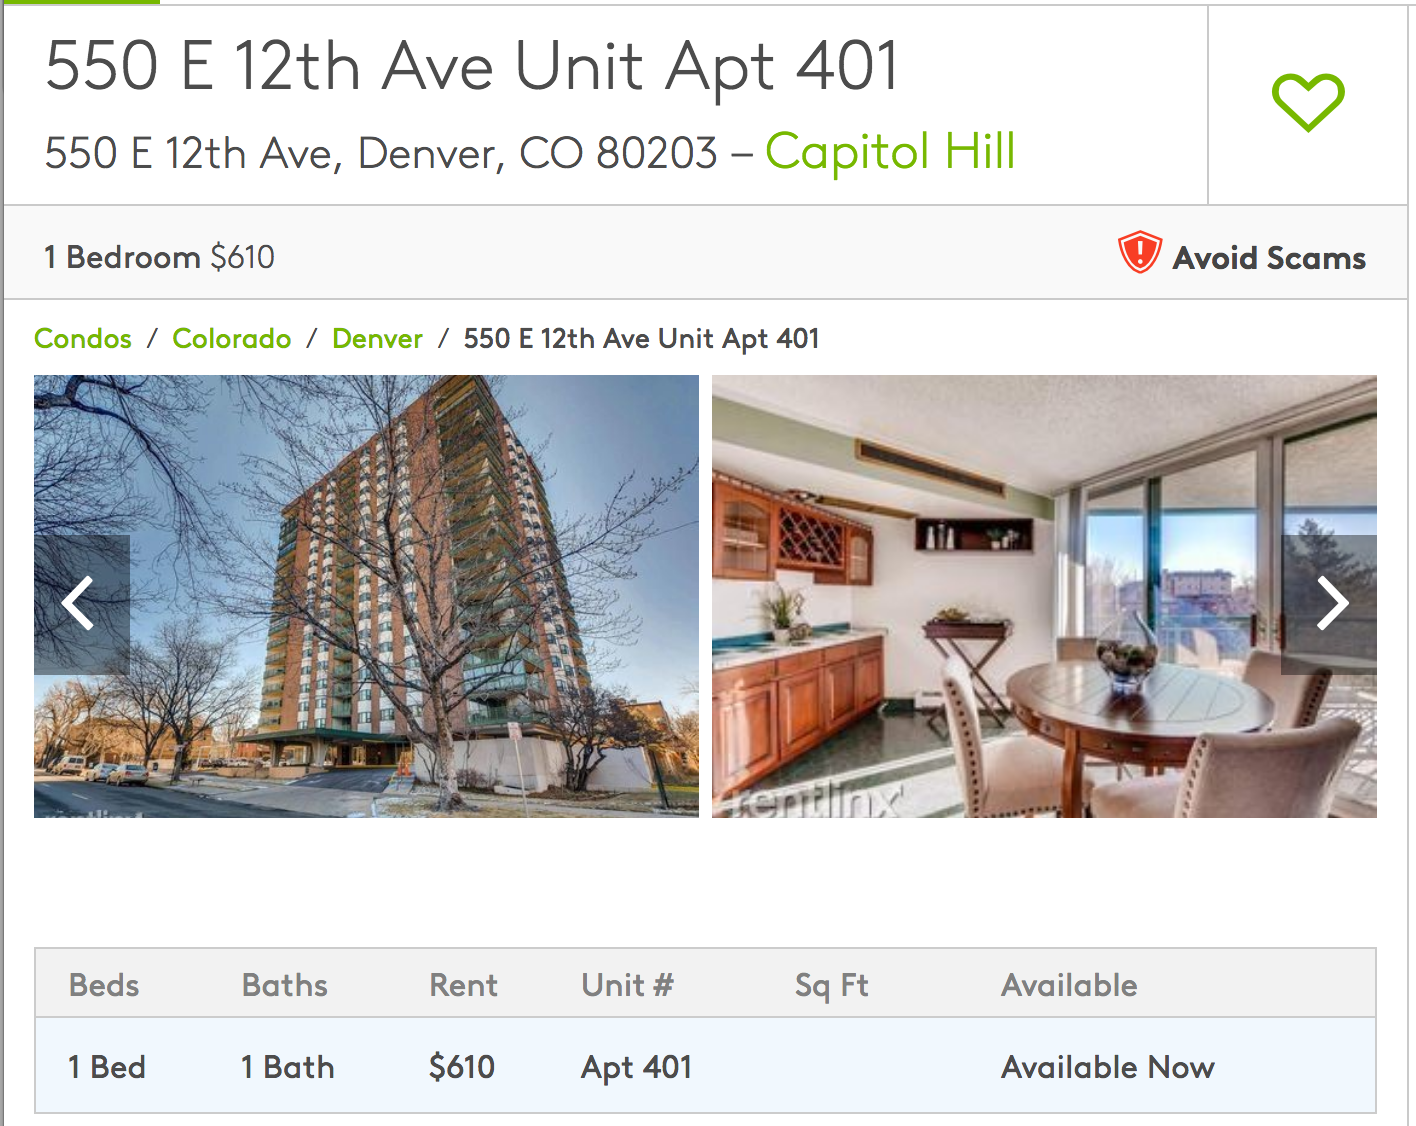 550 E 12th Ave Unit Apt 401
550 E 12th Ave, Denver, CO 80203 – Capitol Hill
1 Bedroom $610
Avoid Scams
Condos / Colorado / Denver / 550 E 12th Ave Unit Apt 401
rentlinx
rentlinx
Beds Baths Rent Unit # Sq Ft Available
1 Bed 1 Bath $610 Apt 401 Available Now